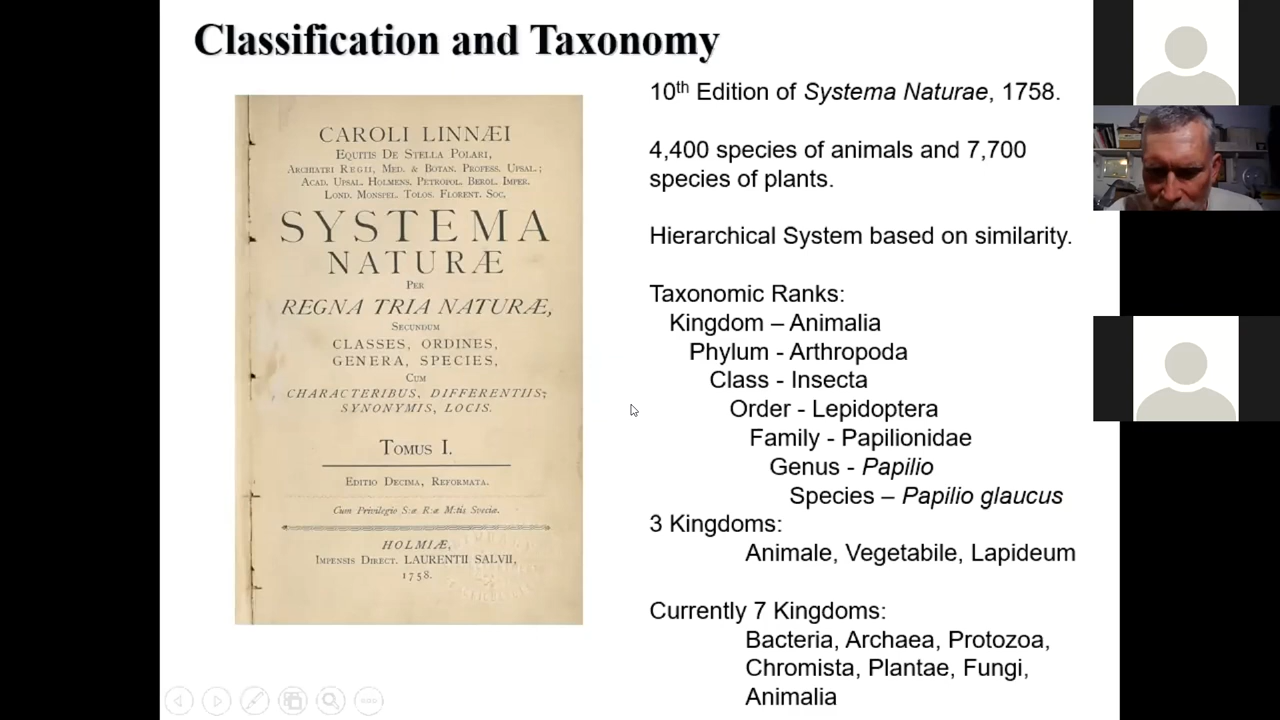 Classification and Taxonomy
CAROLI LINNÆI
EQUITIS DE STELLA POLARI,
ARCHIATRI REGII, MED. & BOTAN. PROFESS. UPSAL.;
ACAD. UPSAL. HOLMENS. PETROPOL. BEROL. IMPER.
LOND. MONSPEL. TOLOS. FLORENT. SOC.
SYSTEMA
NATURÆ
PER
REGNA TRIA NATURÆ,
SECUNDUM
CLASSES, ORDINES,
GENERA, SPECIES,
CUM
CHARACTERIBUS, DIFFERENTIIS;
SYNONYMIS, LOCIS.
TOMUS I.
EDITIO DECIMA, REFORMATA.
Cum Privilegio S:æ R:æ M:tis Sveciæ.
HOLMIÆ,
IMPENSIS DIRECT. LAURENTII SALVII,
1758.
10th Edition of Systema Naturae, 1758.
4,400 species of animals and 7,700
species of plants.
Hierarchical System based on similarity.
Taxonomic Ranks:
Kingdom – Animalia
Phylum - Arthropoda
Class - Insecta
Order - Lepidoptera
Family - Papilionidae
Genus - Papilio
Species – Papilio glaucus
3 Kingdoms:
Animale, Vegetabile, Lapideum
Currently 7 Kingdoms:
Bacteria, Archaea, Protozoa,
Chromista, Plantae, Fungi,
Animalia